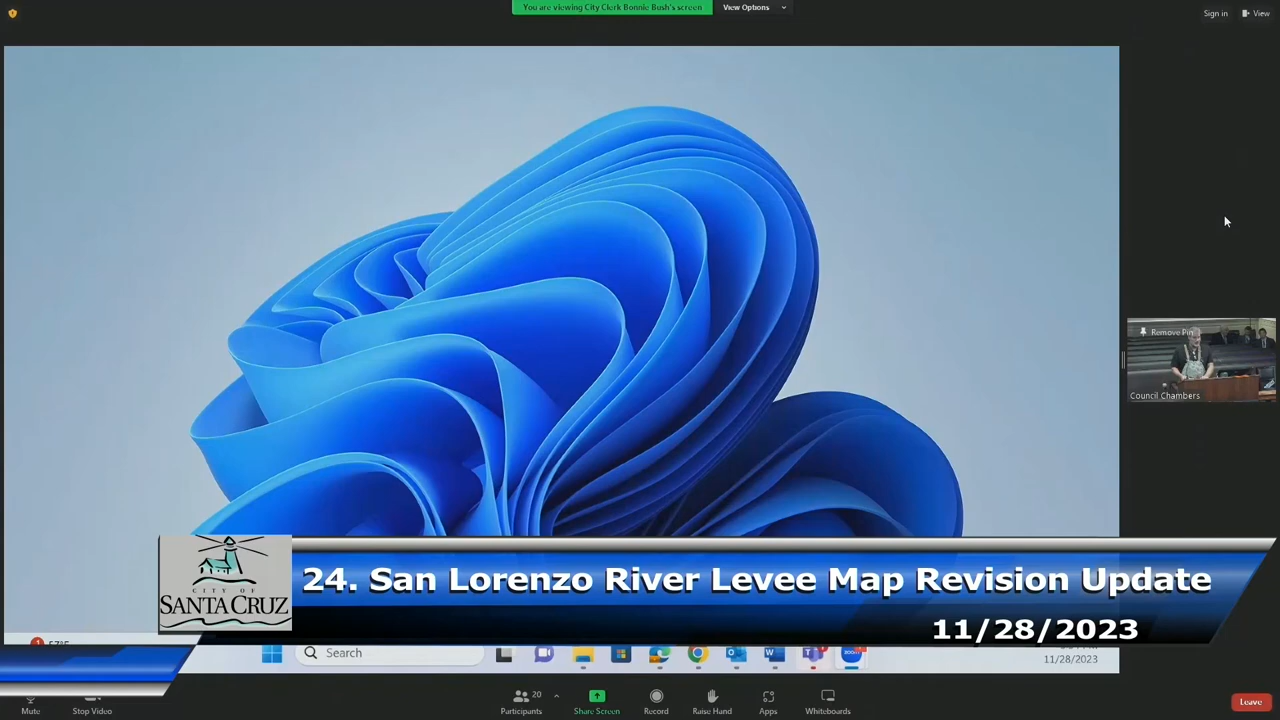 You are viewing City Clerk Bonnie Bush's screen
View Options
Sign in
View
Remove Pin
Council Chambers
CITY OF
SANTA CRUZ
24. San Lorenzo River Levee Map Revision Update
11/28/2023
Search
11/28/2023
Mute
Stop Video
Participants
20
Share Screen
Record
Raise Hand
Apps
Whiteboards
Leave